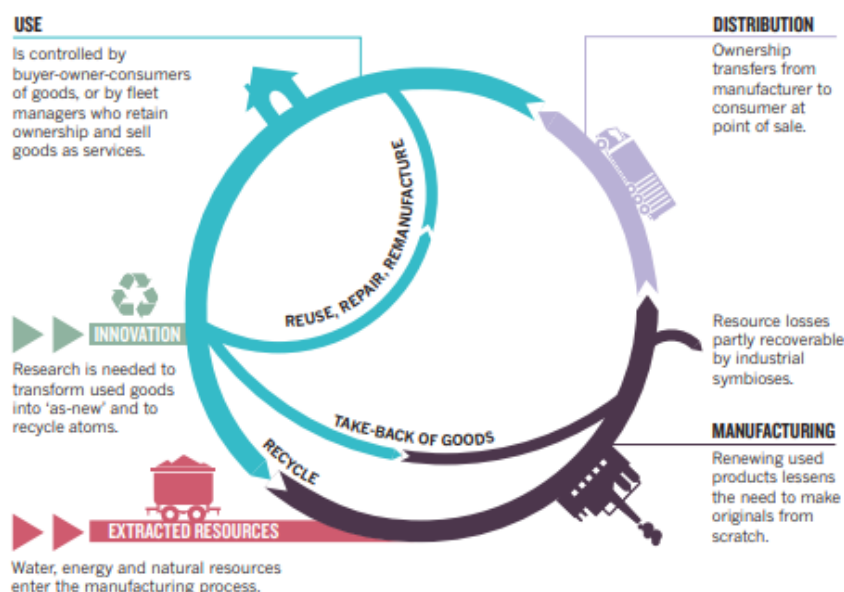 USE
Is controlled by
buyer-owner-consumers
of goods, or by fleet
managers who retain
ownership and sell
goods as services.
DISTRIBUTION
Ownership
transfers from
manufacturer to
consumer at
point of sale.
REUSE, REPAIR, REMANUFACTURE
INNOVATION
Research is needed to
transform used goods
into ‘as-new’ and to
recycle atoms.
Resource losses
partly recoverable
by industrial
symbioses.
TAKE-BACK OF GOODS
RECYCLE
MANUFACTURING
Renewing used
products lessens
the need to make
originals from
scratch.
EXTRACTED RESOURCES
Water, energy and natural resources
enter the manufacturing process.